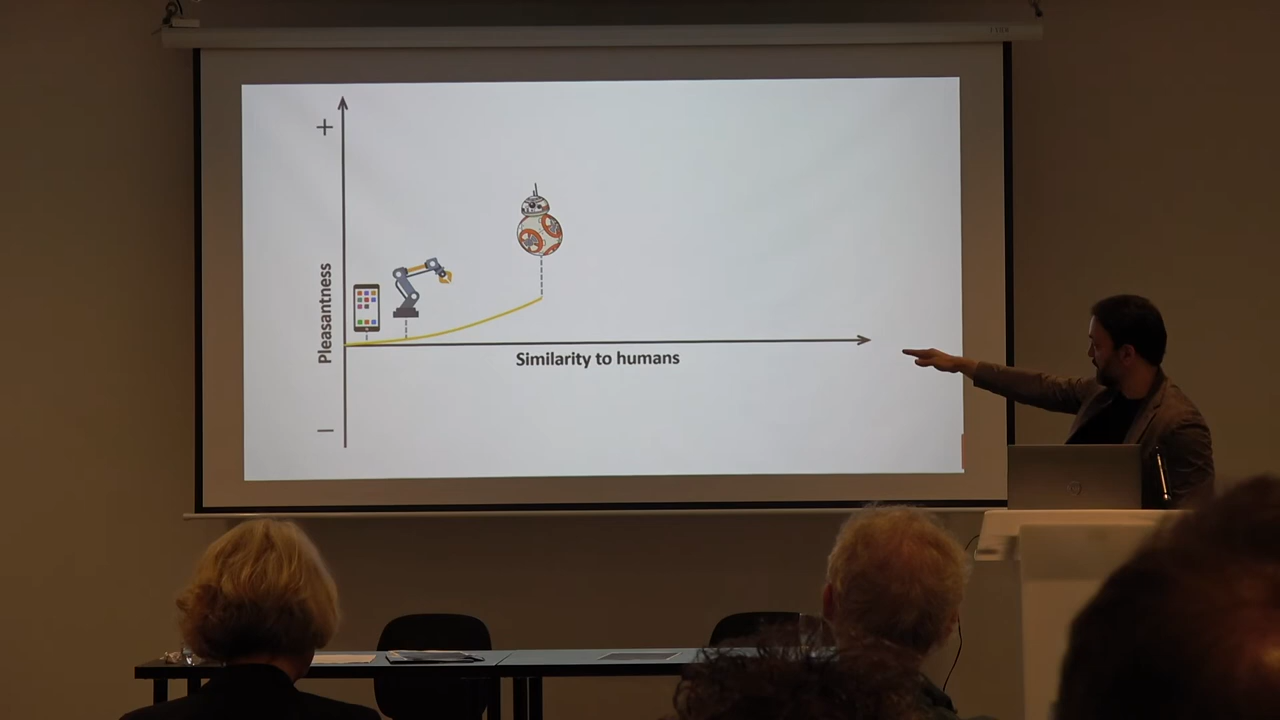 +
Pleasantness
Similarity to humans
–